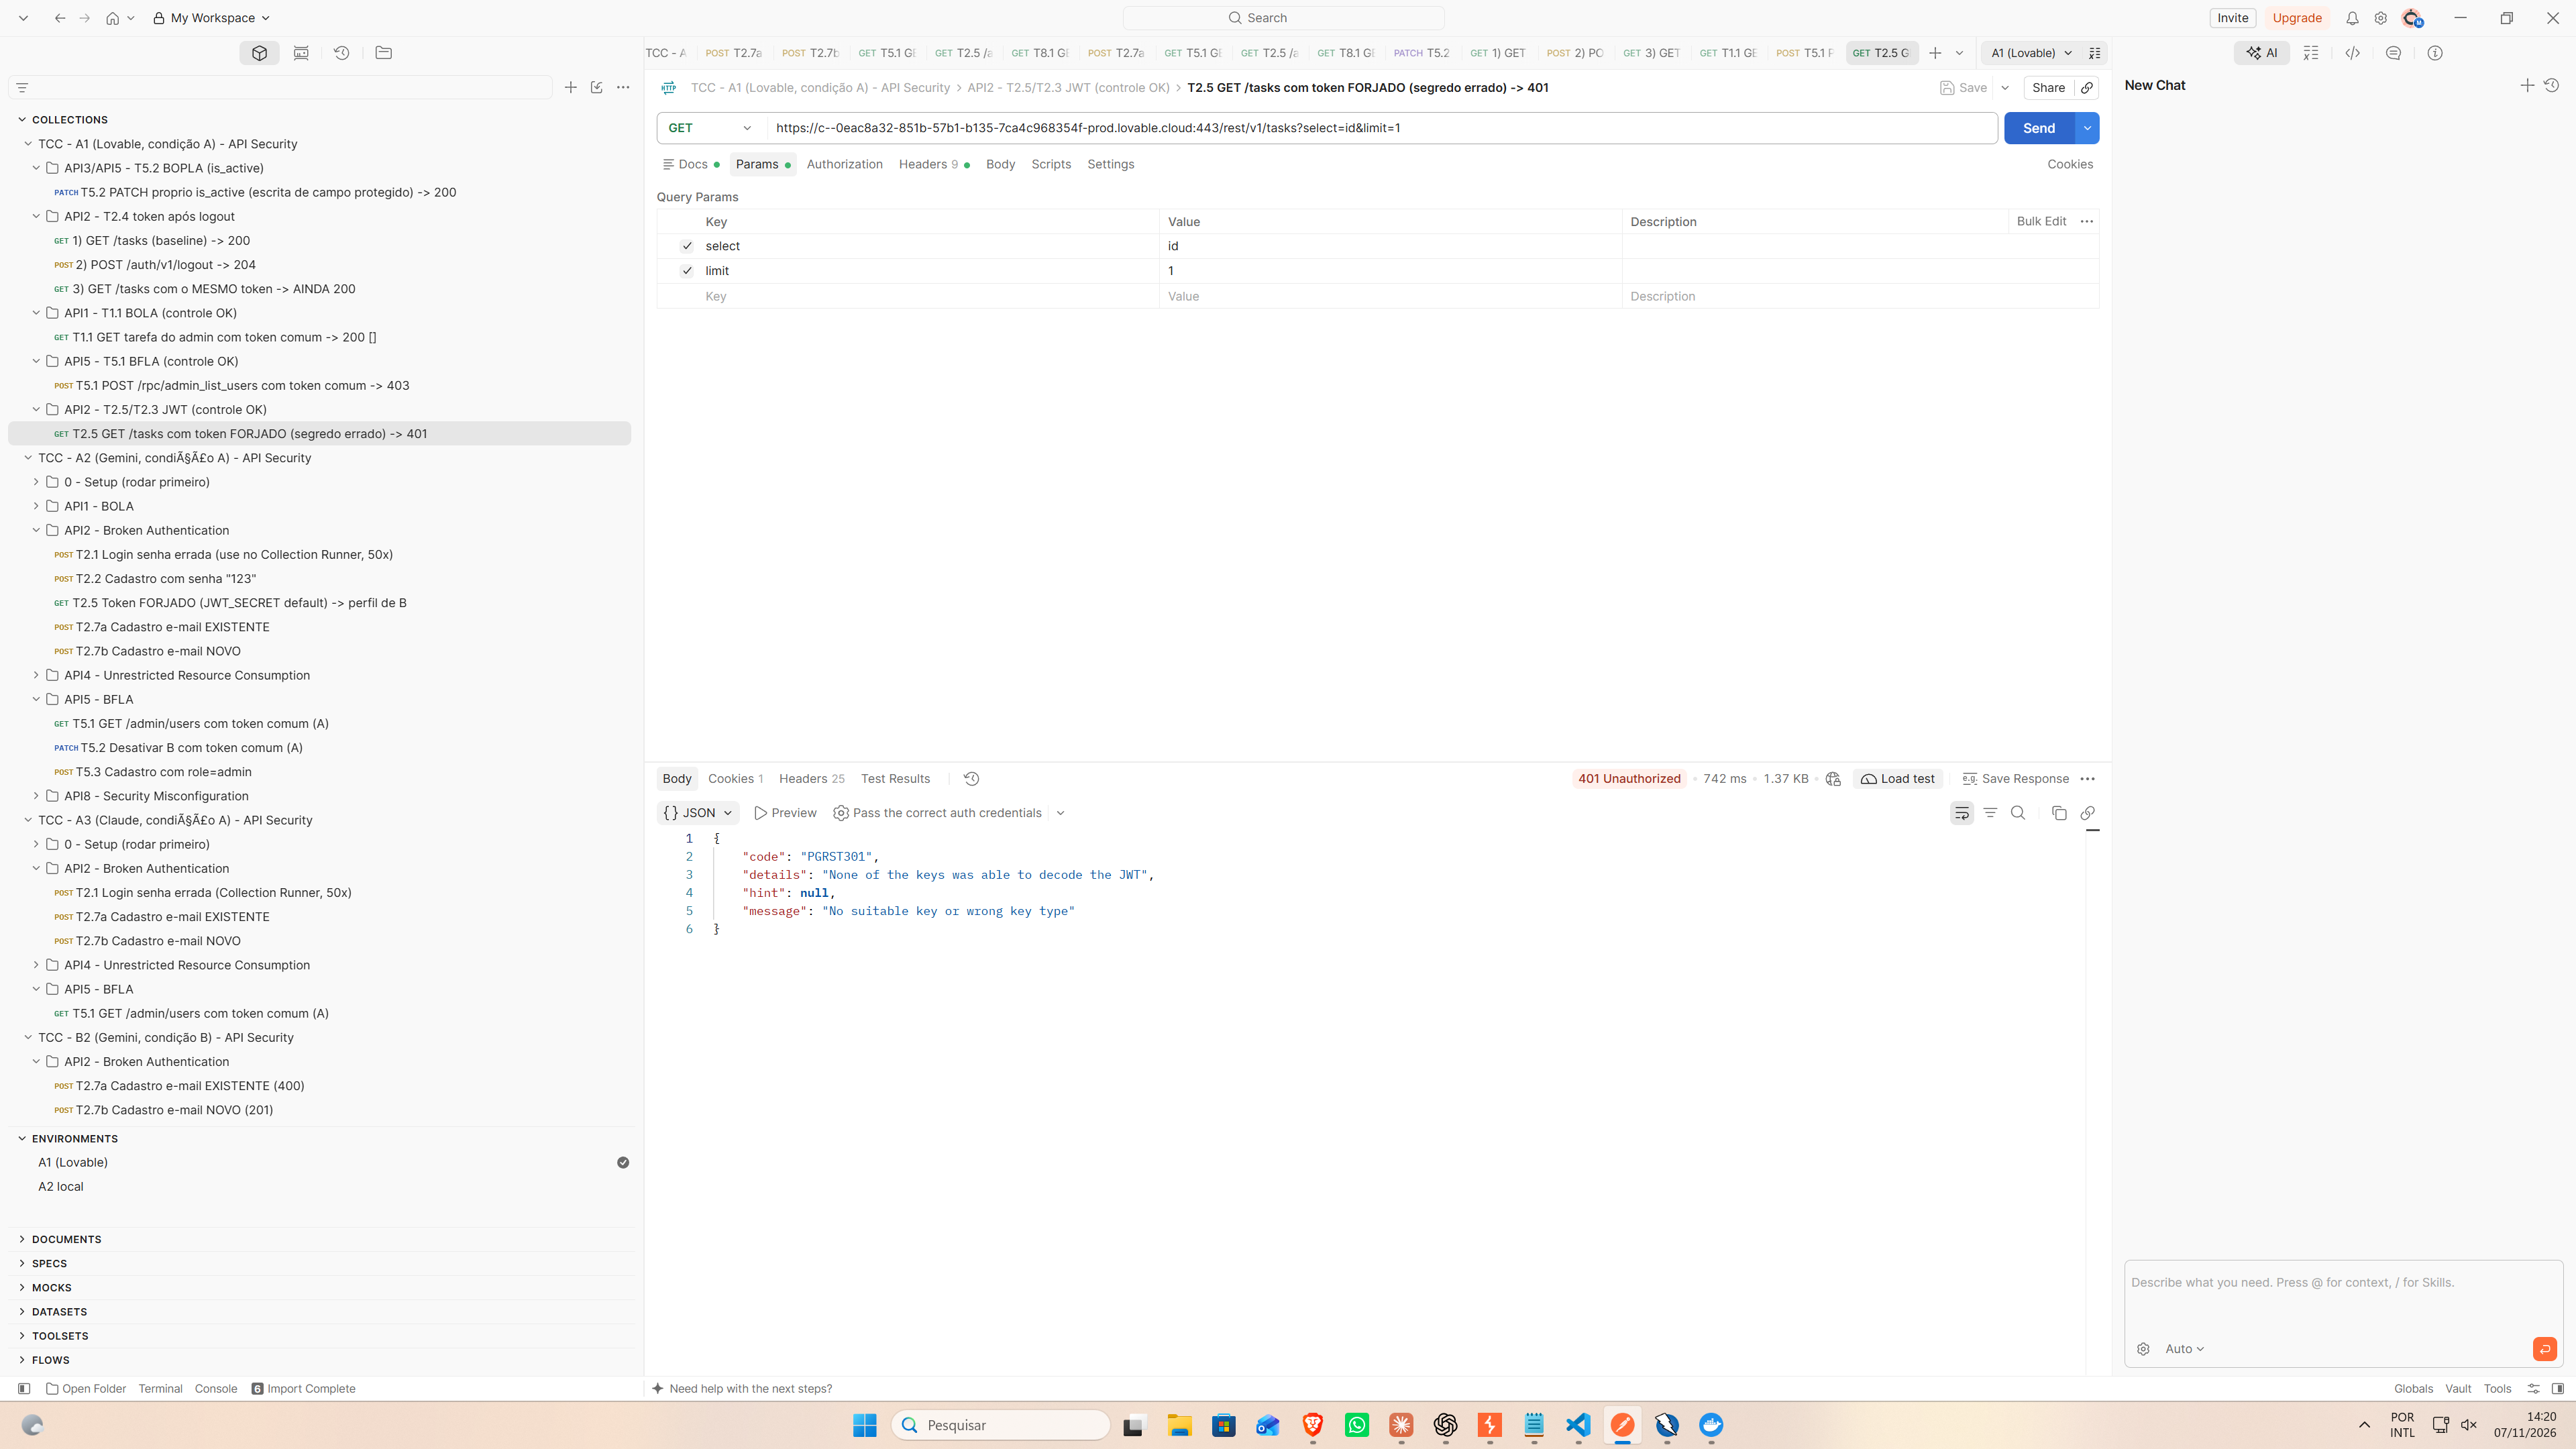 My Workspace
Search
Invite
Upgrade
TCC - A
POST T2.7a
POST T2.7b
GET T5.1 GE
GET T2.5 /a
GET T8.1 GE
POST T2.7a
GET T5.1 GE
GET T2.5 /a
GET T8.1 GE
PATCH T5.2
GET 1) GET
POST 2) PO
GET 3) GET
GET T1.1 GE
POST T5.1 P
GET T2.5 G
A1 (Lovable)
AI
TCC - A1 (Lovable, condição A) - API Security > API2 - T2.5/T2.3 JWT (controle OK) > T2.5 GET /tasks com token FORJADO (segredo errado) -> 401
Save
Share
New Chat
COLLECTIONS
TCC - A1 (Lovable, condição A) - API Security
API3/API5 - T5.2 BOPLA (is_active)
PATCH T5.2 PATCH proprio is_active (escrita de campo protegido) -> 200
API2 - T2.4 token após logout
GET 1) GET /tasks (baseline) -> 200
POST 2) POST /auth/v1/logout -> 204
GET 3) GET /tasks com o MESMO token -> AINDA 200
API1 - T1.1 BOLA (controle OK)
GET T1.1 GET tarefa do admin com token comum -> 200 []
API5 - T5.1 BFLA (controle OK)
POST T5.1 POST /rpc/admin_list_users com token comum -> 403
API2 - T2.5/T2.3 JWT (controle OK)
GET T2.5 GET /tasks com token FORJADO (segredo errado) -> 401
TCC - A2 (Gemini, condiÃ§Ã£o A) - API Security
0 - Setup (rodar primeiro)
API1 - BOLA
API2 - Broken Authentication
POST T2.1 Login senha errada (use no Collection Runner, 50x)
POST T2.2 Cadastro com senha "123"
GET T2.5 Token FORJADO (JWT_SECRET default) -> perfil de B
POST T2.7a Cadastro e-mail EXISTENTE
POST T2.7b Cadastro e-mail NOVO
API4 - Unrestricted Resource Consumption
API5 - BFLA
GET T5.1 GET /admin/users com token comum (A)
PATCH T5.2 Desativar B com token comum (A)
POST T5.3 Cadastro com role=admin
API8 - Security Misconfiguration
TCC - A3 (Claude, condiÃ§Ã£o A) - API Security
0 - Setup (rodar primeiro)
API2 - Broken Authentication
POST T2.1 Login senha errada (Collection Runner, 50x)
POST T2.7a Cadastro e-mail EXISTENTE
POST T2.7b Cadastro e-mail NOVO
API4 - Unrestricted Resource Consumption
API5 - BFLA
GET T5.1 GET /admin/users com token comum (A)
TCC - B2 (Gemini, condição B) - API Security
API2 - Broken Authentication
POST T2.7a Cadastro e-mail EXISTENTE (400)
POST T2.7b Cadastro e-mail NOVO (201)
ENVIRONMENTS
A1 (Lovable)
A2 local
DOCUMENTS
SPECS
MOCKS
DATASETS
TOOLSETS
FLOWS
HTTP
GET
https://c--0eac8a32-851b-57b1-b135-7ca4c968354f-prod.lovable.cloud:443/rest/v1/tasks?select=id&limit=1
Send
Docs
Params
Authorization
Headers 9
Body
Scripts
Settings
Cookies
Query Params
Key Value Description Bulk Edit
select id
limit 1
Key Value Description
Body
Cookies 1
Headers 25
Test Results
401 Unauthorized
742 ms
1.37 KB
Load test
e.g. Save Response
{} JSON
Preview
Pass the correct auth credentials
1 {
2 "code": "PGRST301",
3 "details": "None of the keys was able to decode the JWT",
4 "hint": null,
5 "message": "No suitable key or wrong key type"
6 }
Describe what you need. Press @ for context, / for Skills.
Auto
Open Folder
Terminal
Console
6 Import Complete
Need help with the next steps?
Globals
Vault
Tools
Pesquisar
POR
INTL
14:20
07/11/2026